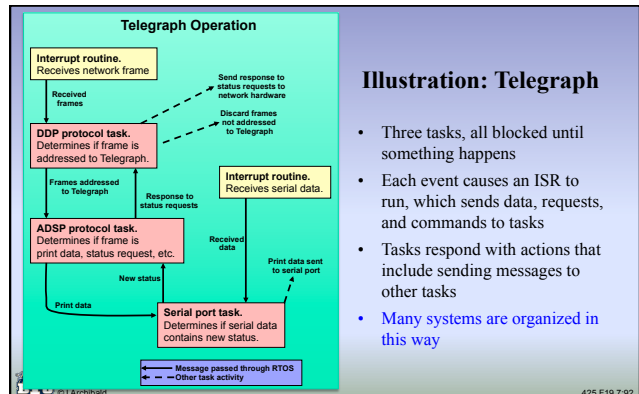 Telegraph Operation
Interrupt routine.
Receives network frame
Send response to
status requests to
network hardware
Received
frames
Discard frames
not addressed
to Telegraph
DDP protocol task.
Determines if frame is
addressed to Telegraph.
Interrupt routine.
Receives serial data.
Frames addressed
to Telegraph
Response to
status requests
ADSP protocol task.
Determines if frame is
print data, status request, etc.
Received
data
Print data sent
to serial port
New status
Print data
Serial port task.
Determines if serial data
contains new status.
Message passed through RTOS
Other task activity
Illustration: Telegraph
• Three tasks, all blocked until
something happens
• Each event causes an ISR to
run, which sends data, requests,
and commands to tasks
• Tasks respond with actions that
include sending messages to
other tasks
• Many systems are organized in
this way
© J Archibald
425 F19 7:92